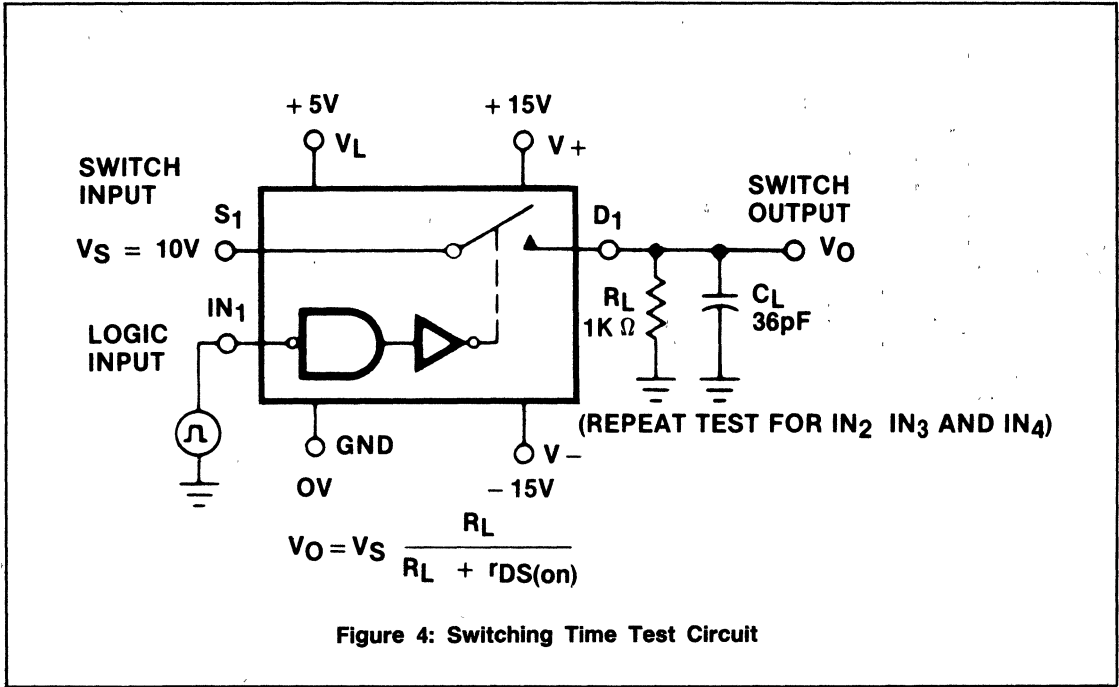 + 5V
+ 15V
VL
V +
SWITCH
INPUT
SWITCH
OUTPUT
S1
D1
VS = 10V
VO
IN1
RL
1K Ω
CL
36pF
LOGIC
INPUT
(REPEAT TEST FOR IN2 IN3 AND IN4)
GND
V –
0V
– 15V
VO = VS RL / RL + rDS(on)
Figure 4: Switching Time Test Circuit